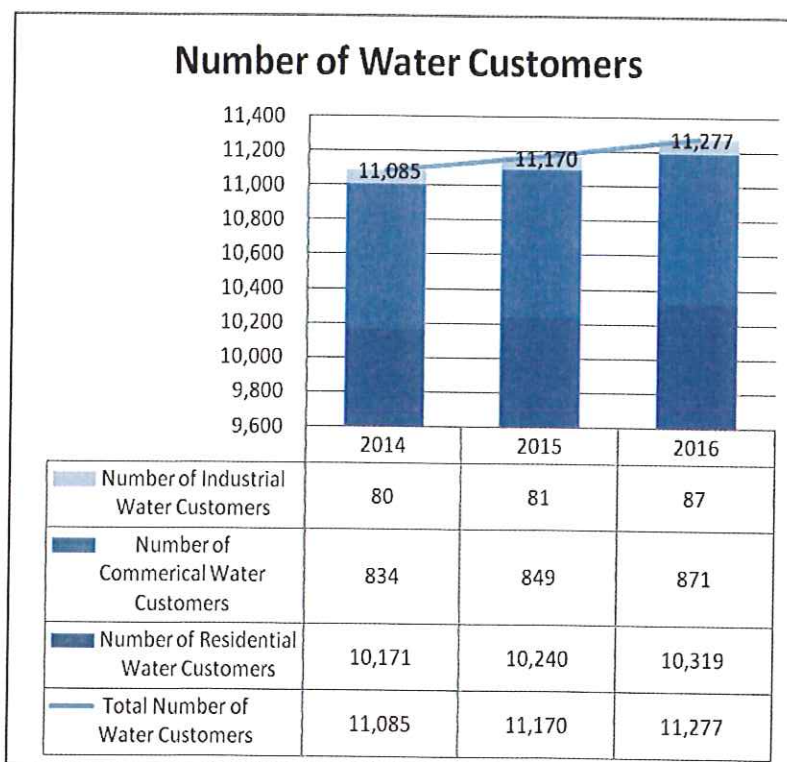 Number of Water Customers
11,400
11,200
11,000
10,800
10,600
10,400
10,200
10,000
9,800
9,600
11,085
11,170
11,277
2014 2015 2016
Number of Industrial
Water Customers
80 81 87
Number of
Commerical Water
Customers
834 849 871
Number of Residential
Water Customers
10,171 10,240 10,319
Total Number of
Water Customers
11,085 11,170 11,277